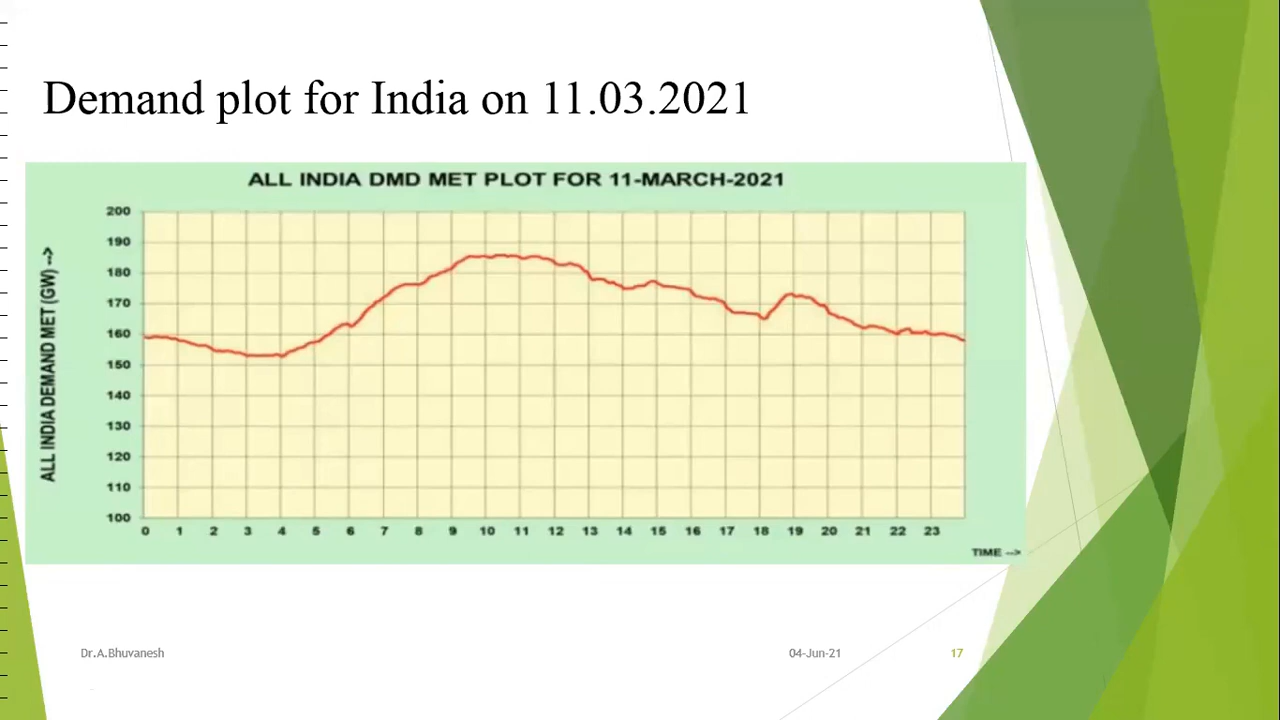 Demand plot for India on 11.03.2021
ALL INDIA DMD MET PLOT FOR 11-MARCH-2021
ALL INDIA DEMAND MET (GW) -->
200
190
180
170
160
150
140
130
120
110
100
0 1 2 3 4 5 6 7 8 9 10 11 12 13 14 15 16 17 18 19 20 21 22 23
TIME -->
Dr.A.Bhuvanesh 04-Jun-21 17